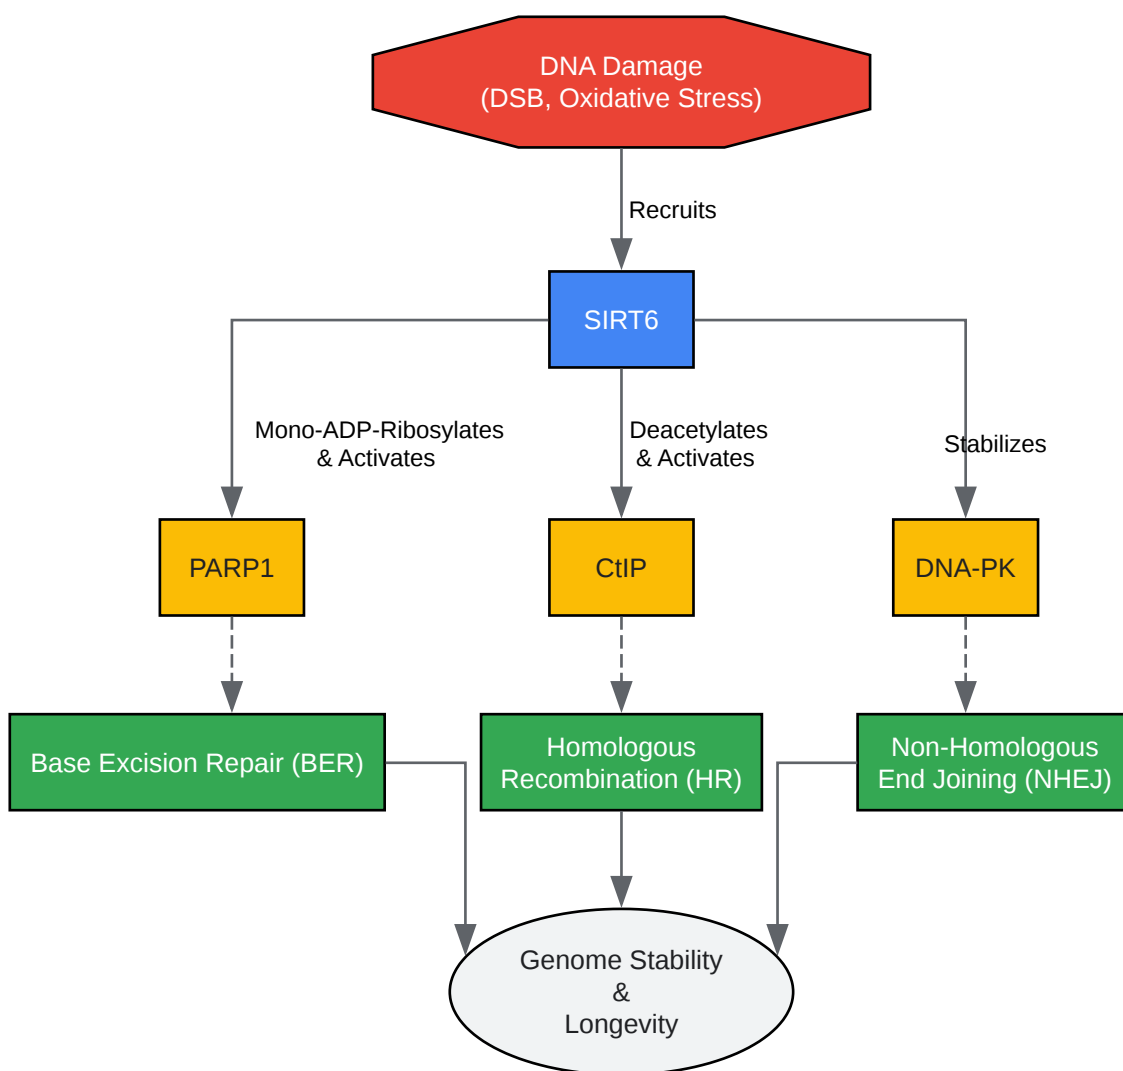 DNA Damage
(DSB, Oxidative Stress)
Recruits
SIRT6
Mono-ADP-Ribosylates
& Activates
Deacetylates
& Activates
Stabilizes
PARP1
CtIP
DNA-PK
Base Excision Repair (BER)
Homologous
Recombination (HR)
Non-Homologous
End Joining (NHEJ)
Genome Stability
&
Longevity